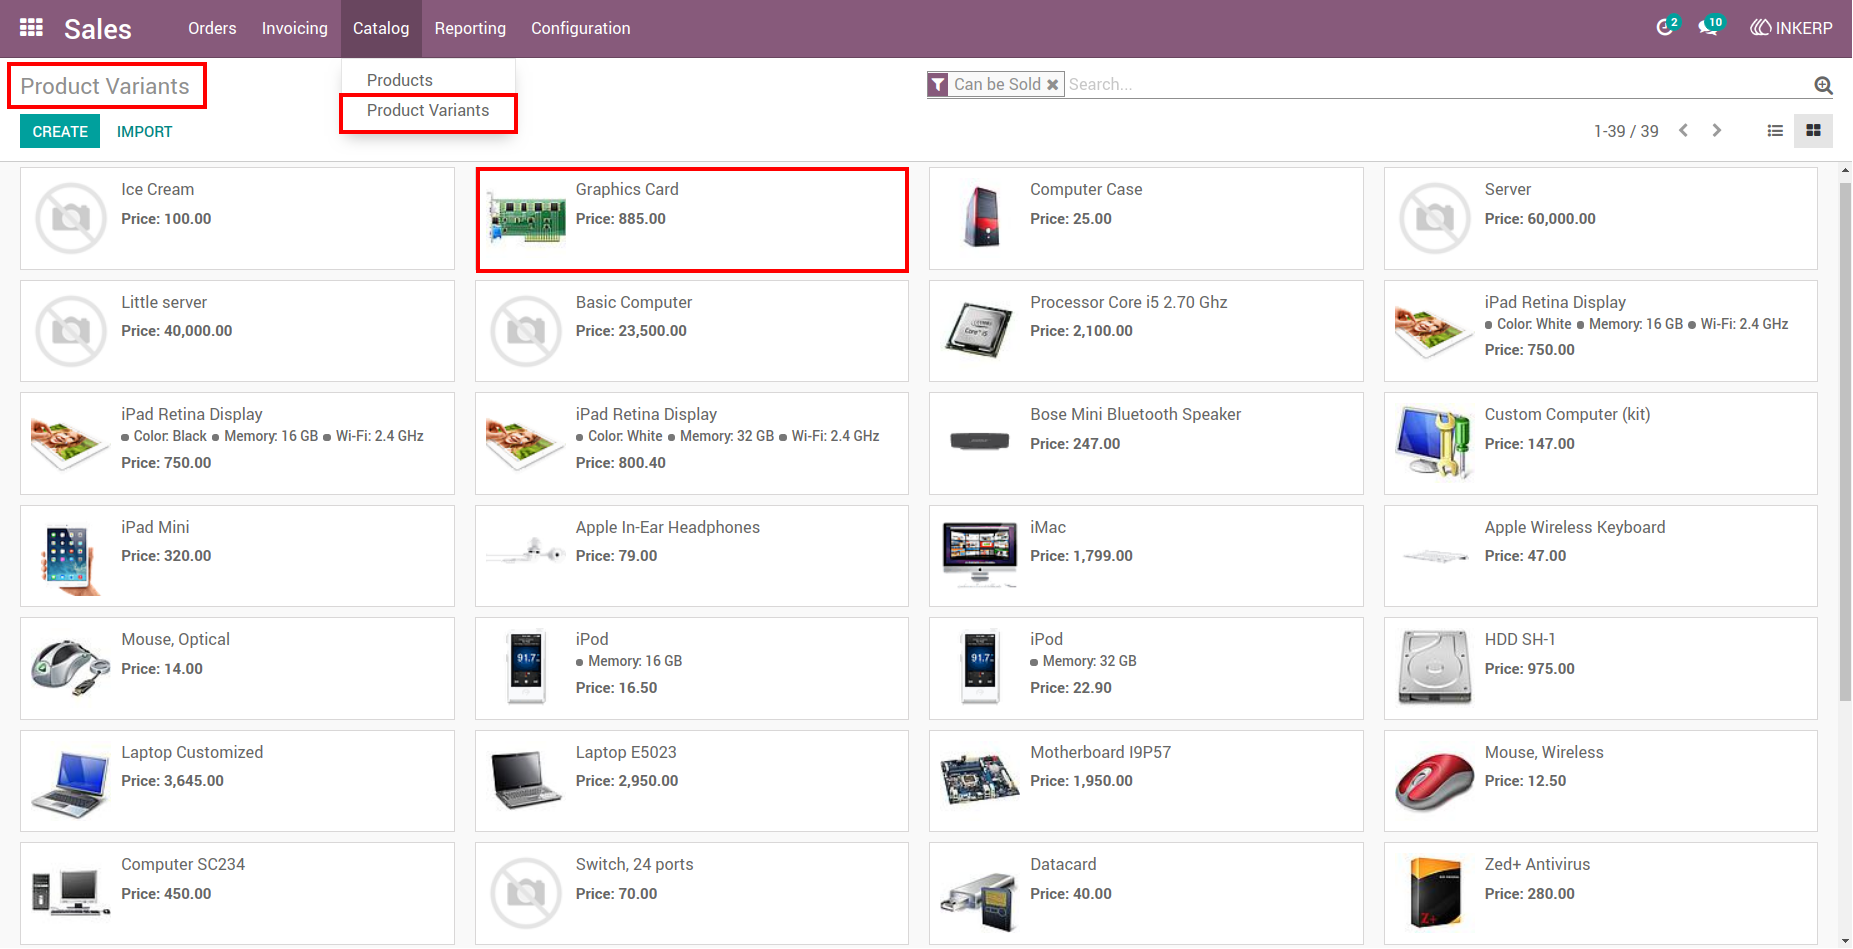 Sales
Orders
Invoicing
Catalog
Reporting
Configuration
2
10
INKERP
Product Variants
Products
Product Variants
Can be Sold
Search...
CREATE
IMPORT
1-39 / 39
Ice Cream
Price: 100.00
Graphics Card
Price: 885.00
Computer Case
Price: 25.00
Server
Price: 60,000.00
Little server
Price: 40,000.00
Basic Computer
Price: 23,500.00
Processor Core i5 2.70 Ghz
Price: 2,100.00
iPad Retina Display
Color: White Memory: 16 GB Wi-Fi: 2.4 GHz
Price: 750.00
iPad Retina Display
Color: Black Memory: 16 GB Wi-Fi: 2.4 GHz
Price: 750.00
iPad Retina Display
Color: White Memory: 32 GB Wi-Fi: 2.4 GHz
Price: 800.40
Bose Mini Bluetooth Speaker
Price: 247.00
Custom Computer (kit)
Price: 147.00
iPad Mini
Price: 320.00
Apple In-Ear Headphones
Price: 79.00
iMac
Price: 1,799.00
Apple Wireless Keyboard
Price: 47.00
Mouse, Optical
Price: 14.00
91.7
iPod
Memory: 16 GB
Price: 16.50
91.7
iPod
Memory: 32 GB
Price: 22.90
HDD SH-1
Price: 975.00
Laptop Customized
Price: 3,645.00
Laptop E5023
Price: 2,950.00
Motherboard I9P57
Price: 1,950.00
Mouse, Wireless
Price: 12.50
Computer SC234
Price: 450.00
Switch, 24 ports
Price: 70.00
Datacard
Price: 40.00
Z+
Zed+ Antivirus
Price: 280.00